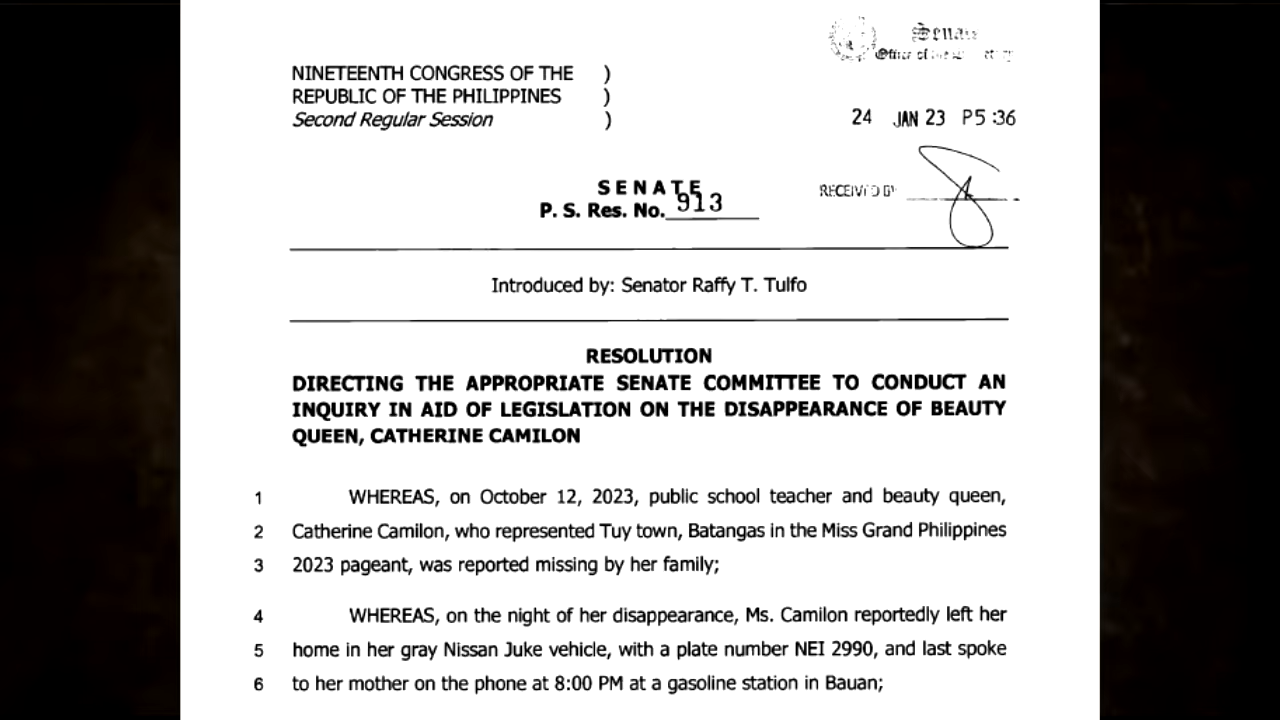 Senate
Office of the
NINETEENTH CONGRESS OF THE )
REPUBLIC OF THE PHILIPPINES )
Second Regular Session )
24 JAN 23 P5:36
RECEIVED BY
SENATE
P. S. Res. No. 913
Introduced by: Senator Raffy T. Tulfo
RESOLUTION
DIRECTING THE APPROPRIATE SENATE COMMITTEE TO CONDUCT AN
INQUIRY IN AID OF LEGISLATION ON THE DISAPPEARANCE OF BEAUTY
QUEEN, CATHERINE CAMILON
1 WHEREAS, on October 12, 2023, public school teacher and beauty queen,
2 Catherine Camilon, who represented Tuy town, Batangas in the Miss Grand Philippines
3 2023 pageant, was reported missing by her family;
4 WHEREAS, on the night of her disappearance, Ms. Camilon reportedly left her
5 home in her gray Nissan Juke vehicle, with a plate number NEI 2990, and last spoke
6 to her mother on the phone at 8:00 PM at a gasoline station in Bauan;